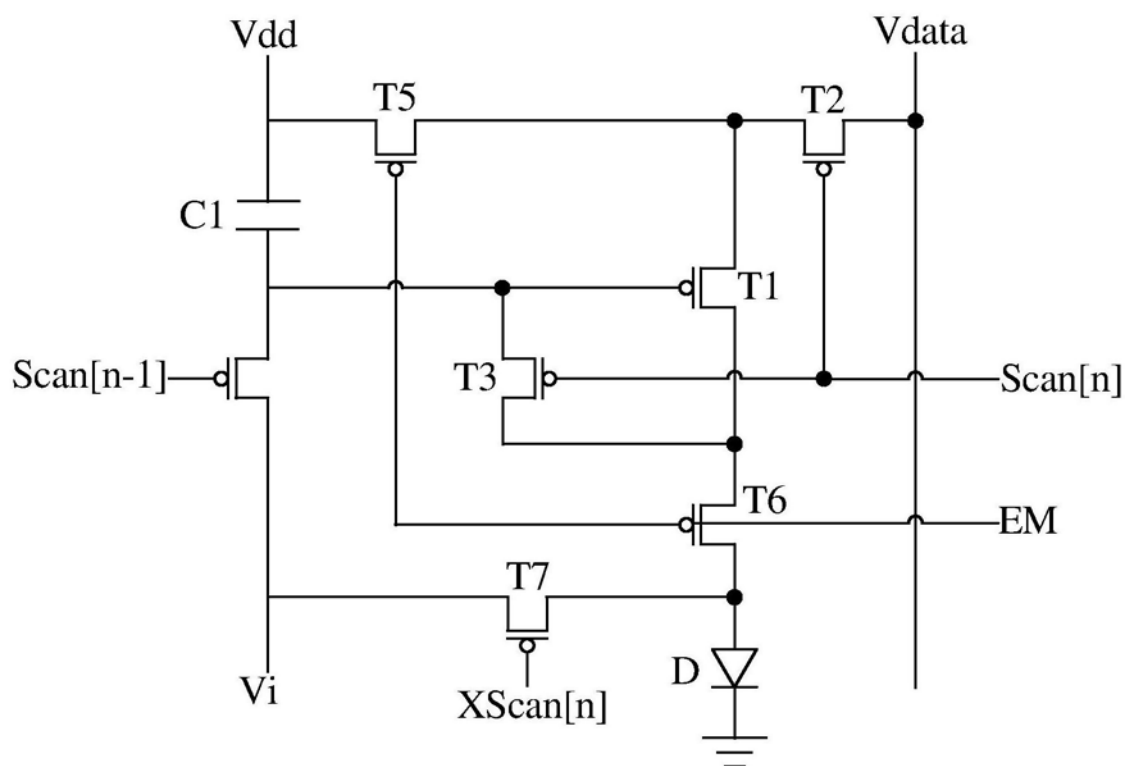 Vdd
Vdata
T5
T2
C1
T1
Scan[n-1]
T3
Scan[n]
T6
EM
T7
D
Vi
XScan[n]